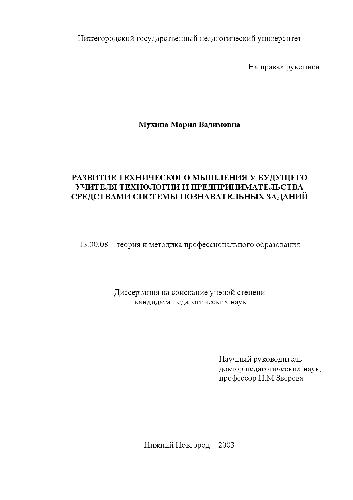 Нижегородский государственный педагогический университет
На правах рукописи
Мухина Мария Вадимовна
РАЗВИТИЕ ТЕХНИЧЕСКОГО МЫШЛЕНИЯ У БУДУЩЕГО
УЧИТЕЛЯ ТЕХНОЛОГИИ И ПРЕДПРИНИМАТЕЛЬСТВА
СРЕДСТВАМИ СИСТЕМЫ ПОЗНАВАТЕЛЬНЫХ ЗАДАНИЙ
13.00.08 – теория и методика профессионального образования
Диссертация на соискание ученой степени
кандидата педагогических наук
Научный руководитель
доктор педагогических наук,
профессор Н.М.Зверева
Нижний Новгород – 2003